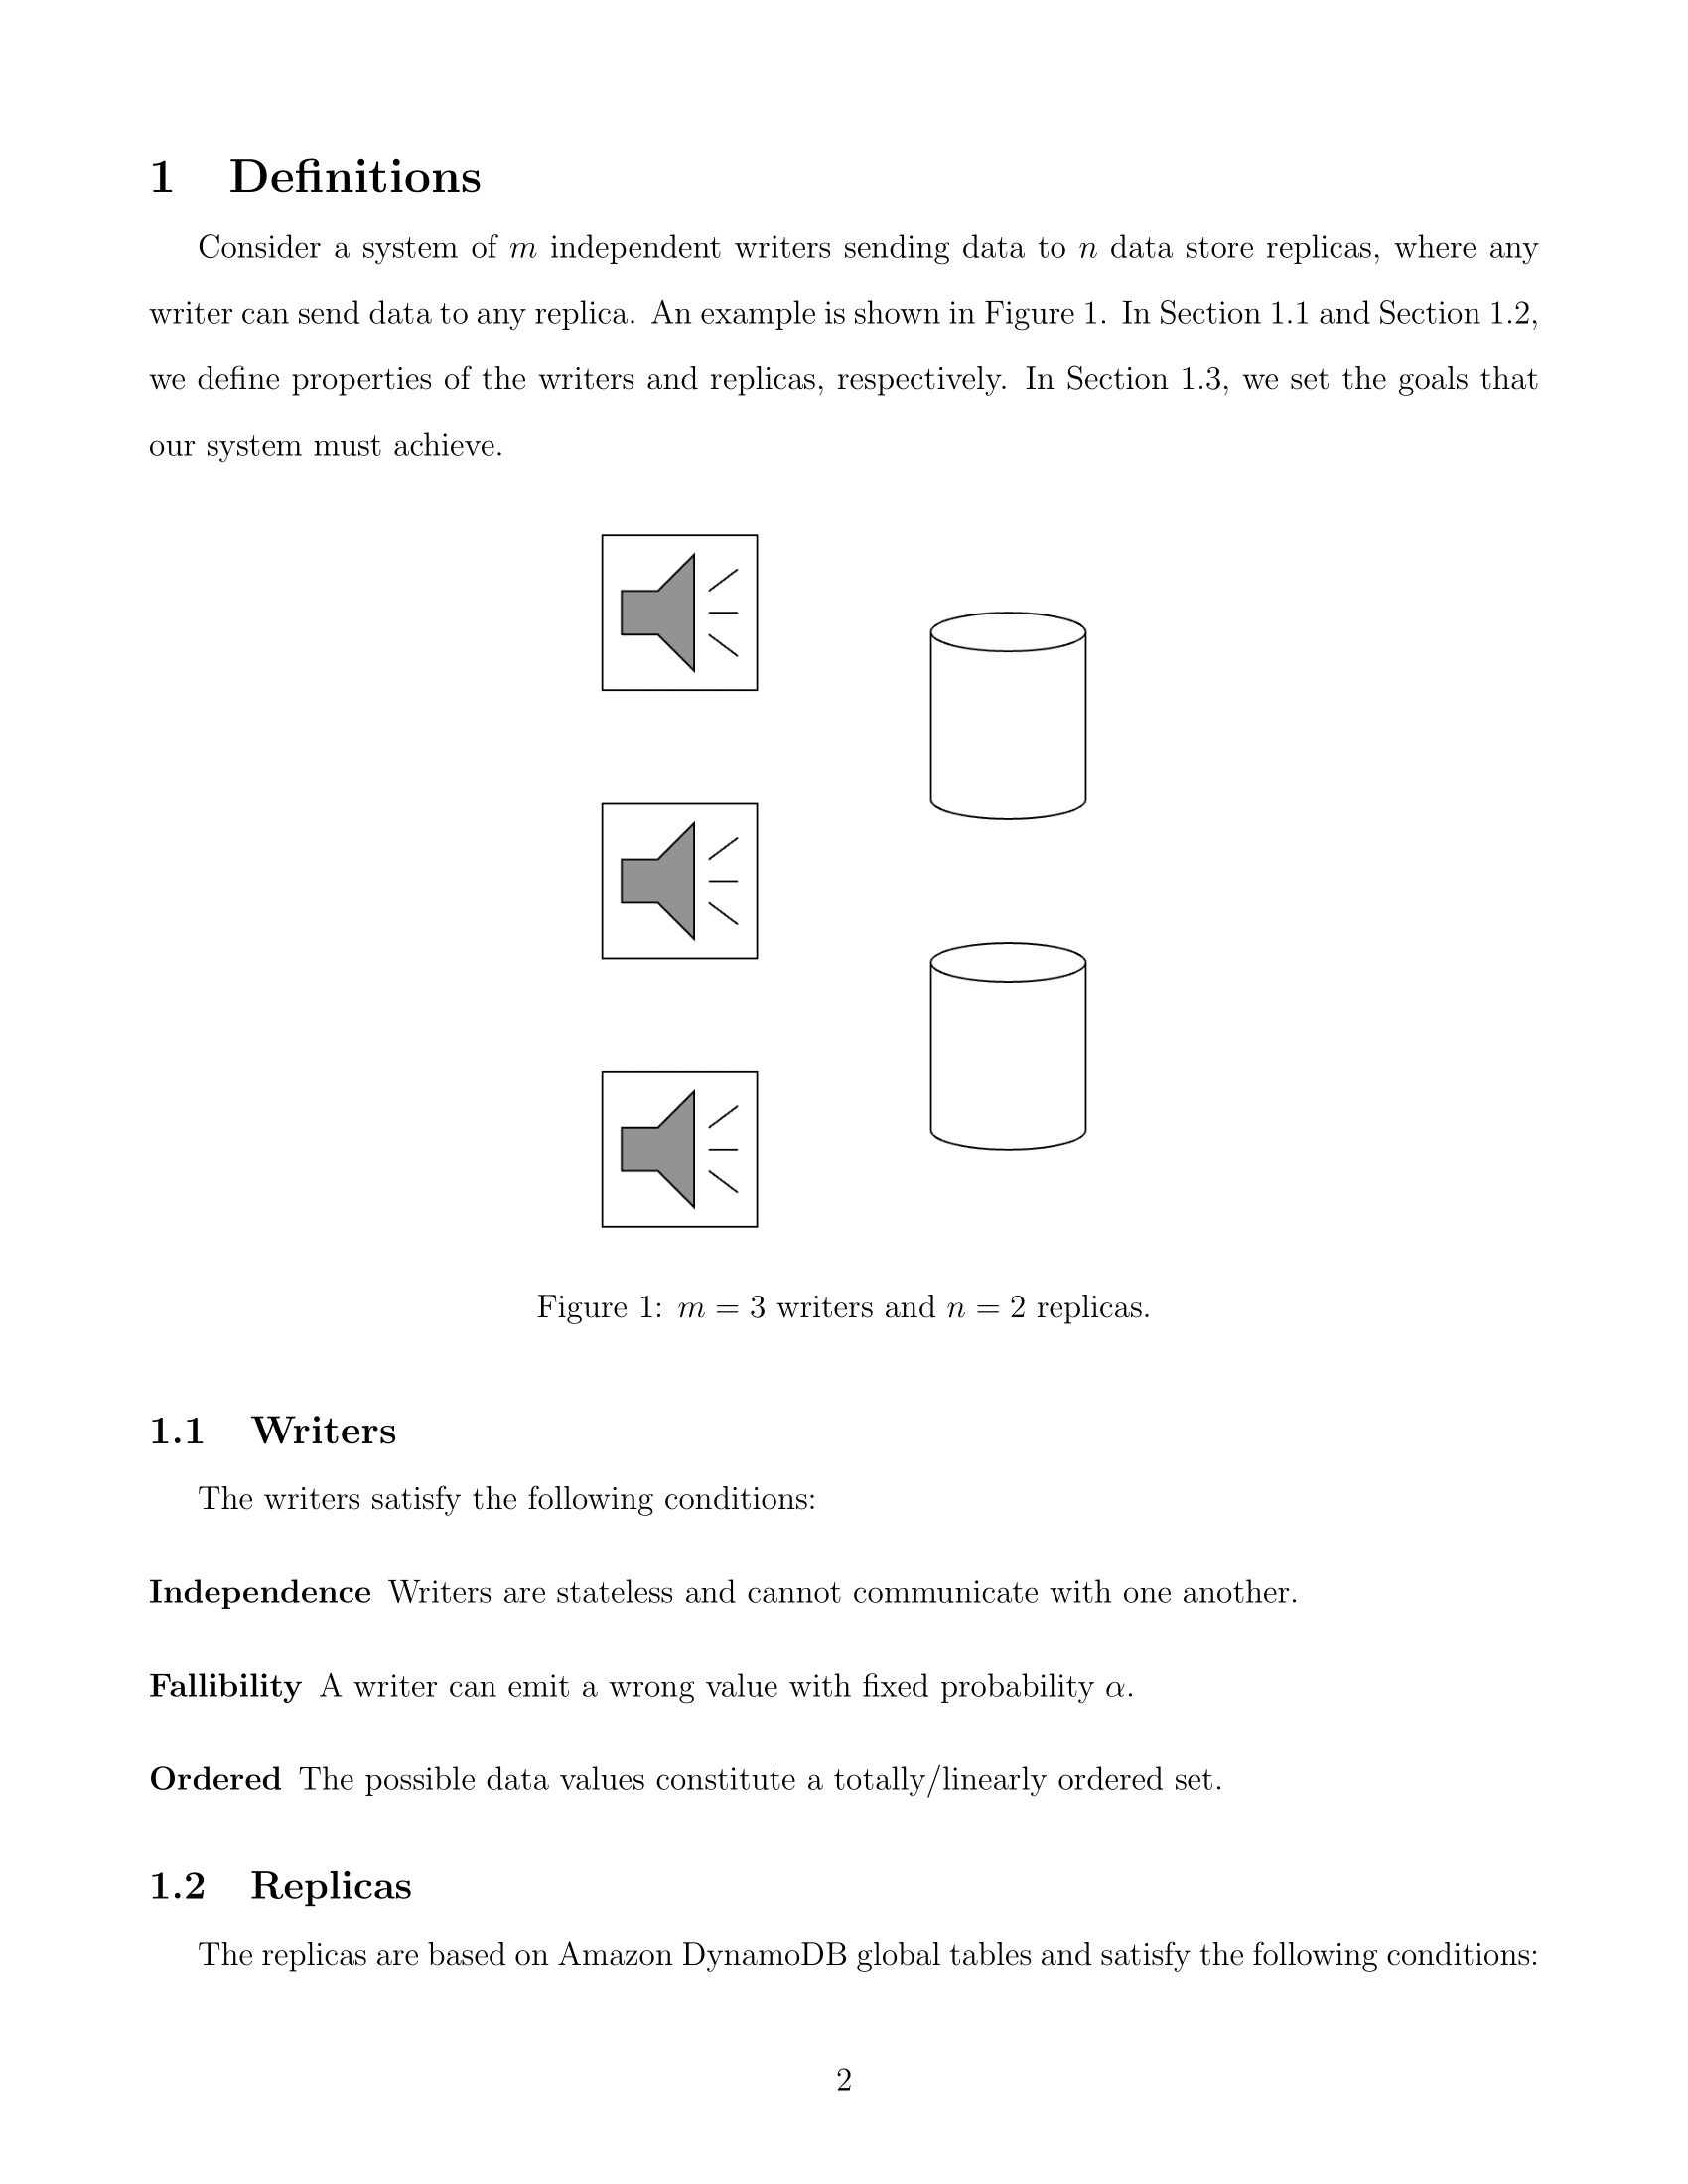 1 Definitions
Consider a system of m independent writers sending data to n data store replicas, where any
writer can send data to any replica. An example is shown in Figure 1. In Section 1.1 and Section 1.2,
we define properties of the writers and replicas, respectively. In Section 1.3, we set the goals that
our system must achieve.
Figure 1: m = 3 writers and n = 2 replicas.
1.1 Writers
The writers satisfy the following conditions:
Independence Writers are stateless and cannot communicate with one another.
Fallibility A writer can emit a wrong value with fixed probability α.
Ordered The possible data values constitute a totally/linearly ordered set.
1.2 Replicas
The replicas are based on Amazon DynamoDB global tables and satisfy the following conditions:
2